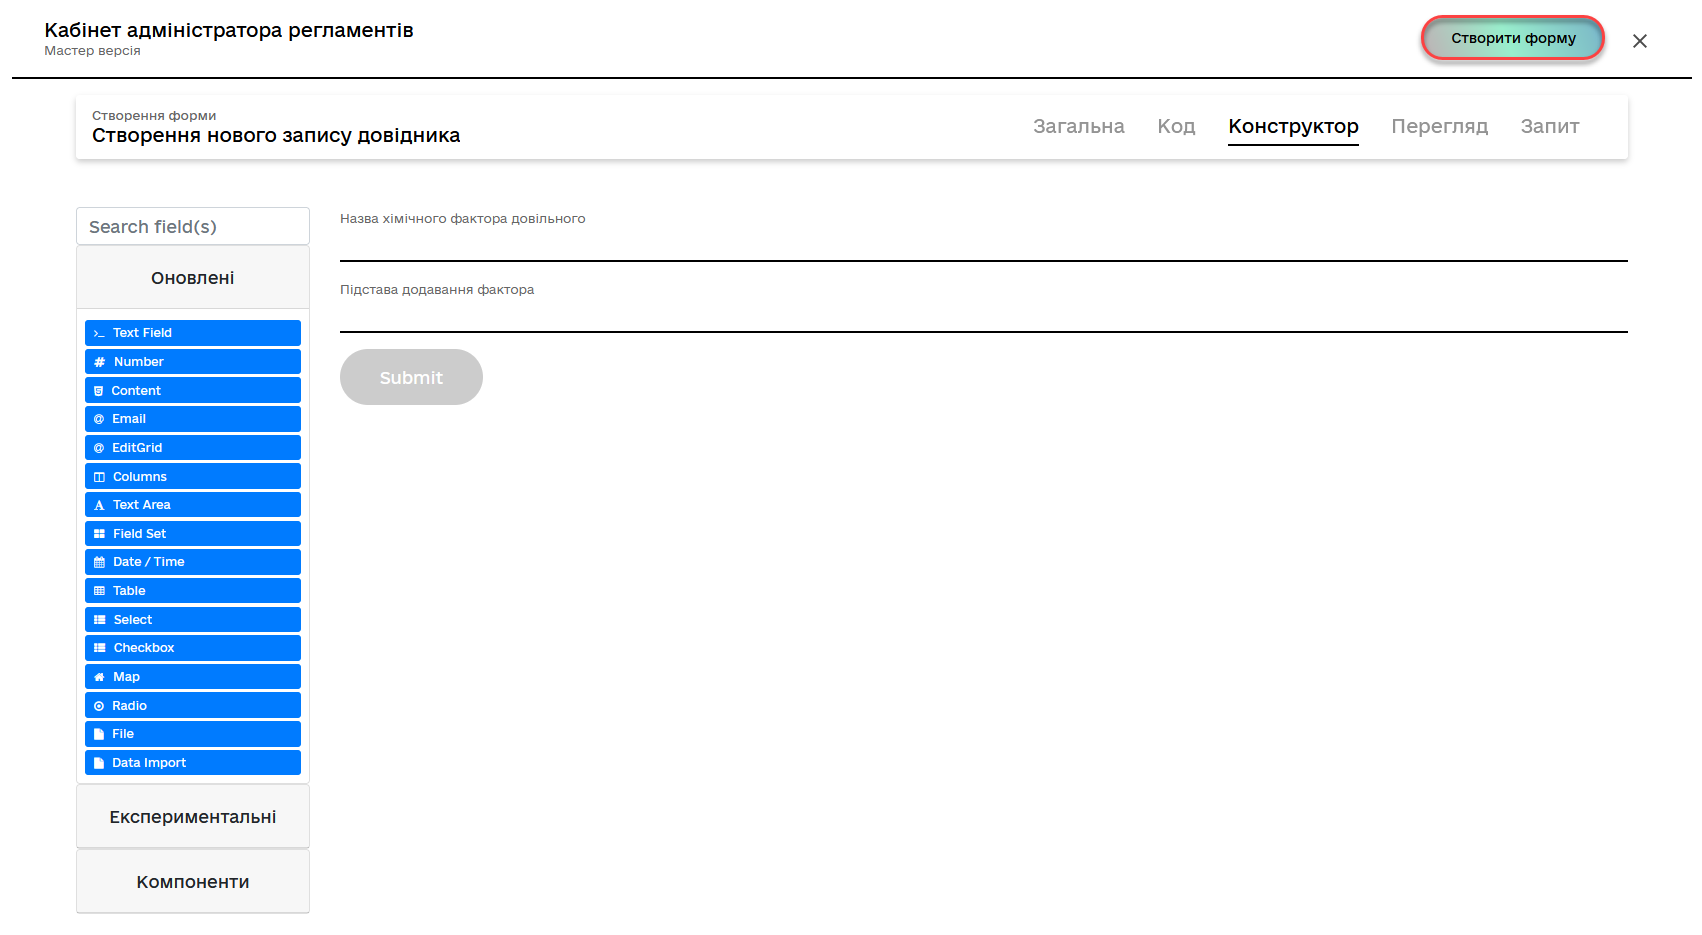 Кабінет адміністратора регламентів
Мастер версія
Створити форму
Створення форми
Створення нового запису довідника
Загальна
Код
Конструктор
Перегляд
Запит
Search field(s)
Оновлені
Text Field
Number
Content
Email
EditGrid
Columns
Text Area
Field Set
Date / Time
Table
Select
Checkbox
Map
Radio
File
Data Import
Експериментальні
Компоненти
Назва хімічного фактора довільного
Підстава додавання фактора
Submit